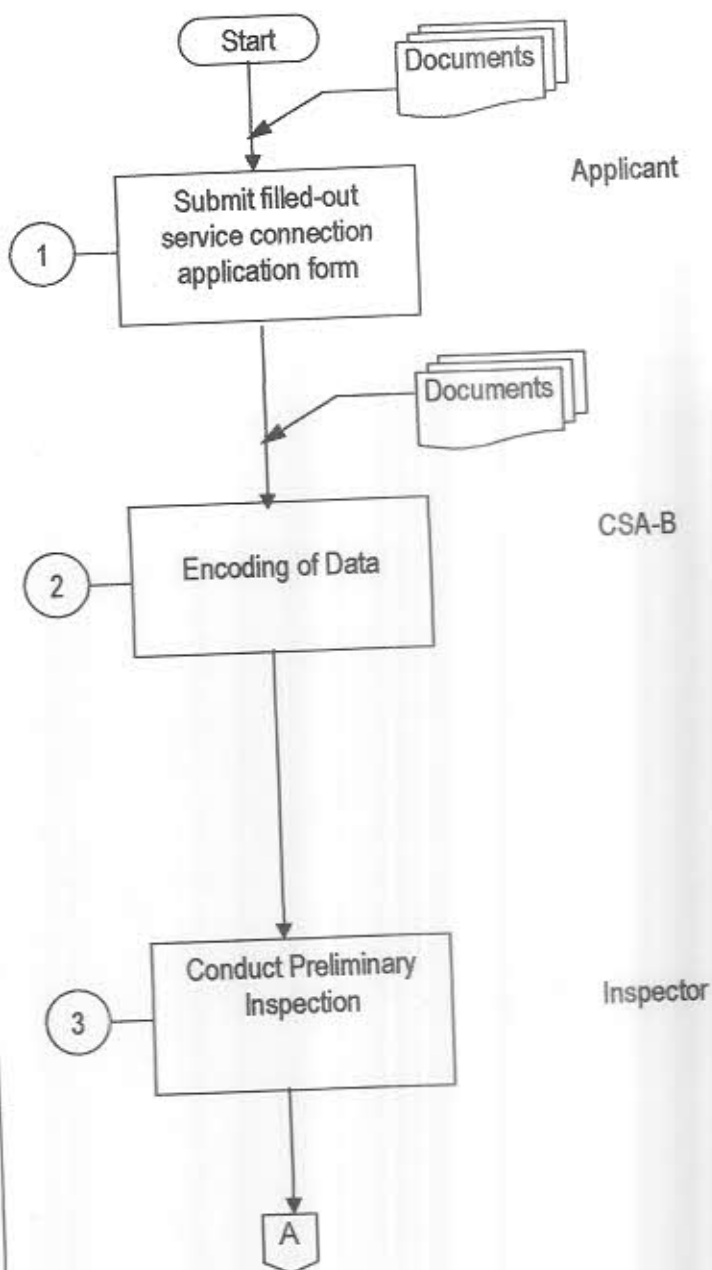 Start
Documents
Applicant
Submit filled-out
service connection
application form
1
Documents
CSA-B
Encoding of Data
2
Conduct Preliminary
Inspection
Inspector
3
A